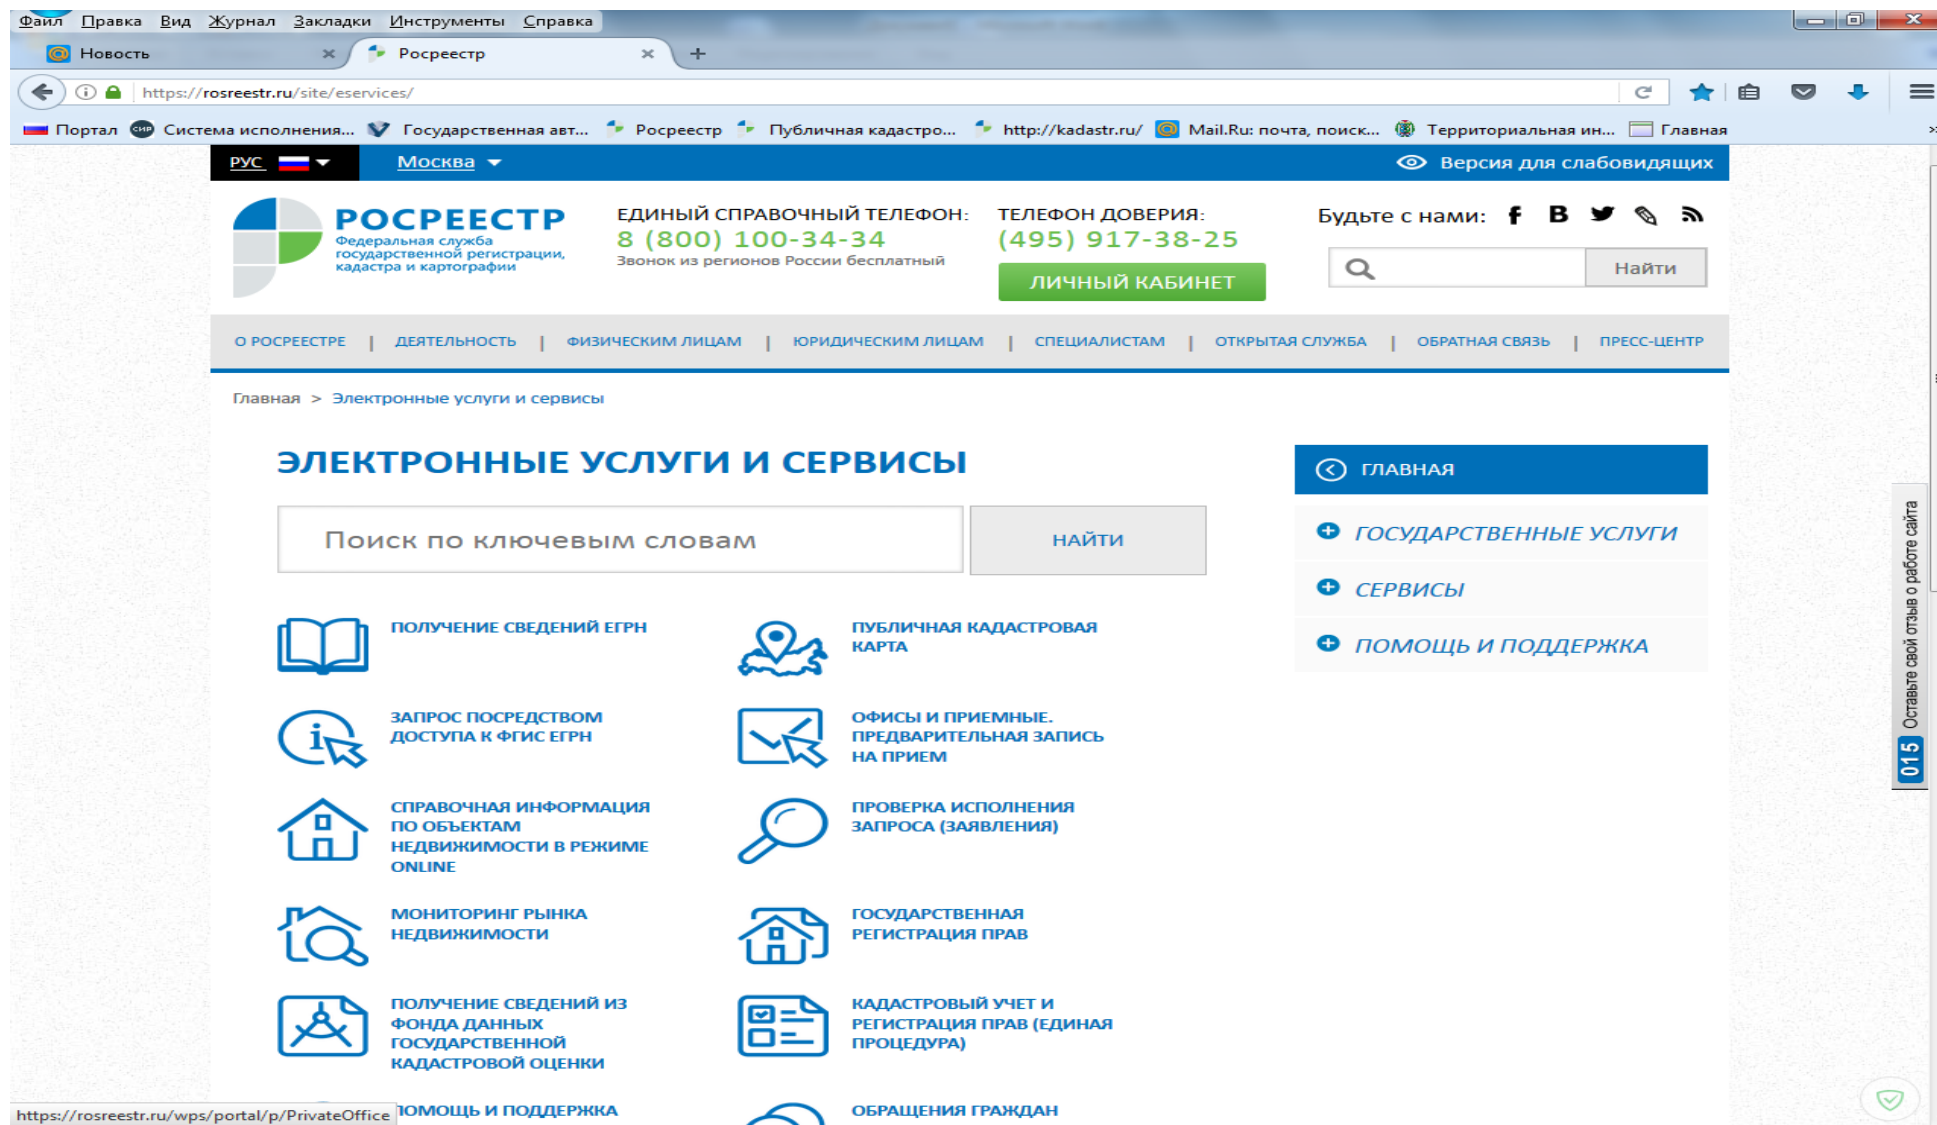 Файл Правка Вид Журнал Закладки Инструменты Справка
Новость
Росреестр
https://rosreestr.ru/site/eservices/
Портал
СИР Система исполнения...
Государственная авт...
Росреестр
Публичная кадастро...
http://kadastr.ru/
Mail.Ru: почта, поиск...
Территориальная ин...
Главная
РУС
Москва
Версия для слабовидящих
РОСРЕЕСТР
Федеральная служба
государственной регистрации,
кадастра и картографии
ЕДИНЫЙ СПРАВОЧНЫЙ ТЕЛЕФОН:
8 (800) 100-34-34
Звонок из регионов России бесплатный
ТЕЛЕФОН ДОВЕРИЯ:
(495) 917-38-25
ЛИЧНЫЙ КАБИНЕТ
Будьте с нами: f B
Найти
О РОСРЕЕСТРЕ | ДЕЯТЕЛЬНОСТЬ | ФИЗИЧЕСКИМ ЛИЦАМ | ЮРИДИЧЕСКИМ ЛИЦАМ | СПЕЦИАЛИСТАМ | ОТКРЫТАЯ СЛУЖБА | ОБРАТНАЯ СВЯЗЬ | ПРЕСС-ЦЕНТР
Главная > Электронные услуги и сервисы
ЭЛЕКТРОННЫЕ УСЛУГИ И СЕРВИСЫ
Поиск по ключевым словам
НАЙТИ
ПОЛУЧЕНИЕ СВЕДЕНИЙ ЕГРН
ПУБЛИЧНАЯ КАДАСТРОВАЯ
КАРТА
ЗАПРОС ПОСРЕДСТВОМ
ДОСТУПА К ФГИС ЕГРН
ОФИСЫ И ПРИЕМНЫЕ.
ПРЕДВАРИТЕЛЬНАЯ ЗАПИСЬ
НА ПРИЕМ
СПРАВОЧНАЯ ИНФОРМАЦИЯ
ПО ОБЪЕКТАМ
НЕДВИЖИМОСТИ В РЕЖИМЕ
ONLINE
ПРОВЕРКА ИСПОЛНЕНИЯ
ЗАПРОСА (ЗАЯВЛЕНИЯ)
МОНИТОРИНГ РЫНКА
НЕДВИЖИМОСТИ
ГОСУДАРСТВЕННАЯ
РЕГИСТРАЦИЯ ПРАВ
ПОЛУЧЕНИЕ СВЕДЕНИЙ ИЗ
ФОНДА ДАННЫХ
ГОСУДАРСТВЕННОЙ
КАДАСТРОВОЙ ОЦЕНКИ
КАДАСТРОВЫЙ УЧЕТ И
РЕГИСТРАЦИЯ ПРАВ (ЕДИНАЯ
ПРОЦЕДУРА)
ПОМОЩЬ И ПОДДЕРЖКА
ОБРАЩЕНИЯ ГРАЖДАН
ГЛАВНАЯ
ГОСУДАРСТВЕННЫЕ УСЛУГИ
СЕРВИСЫ
ПОМОЩЬ И ПОДДЕРЖКА
015 Оставьте свой отзыв о работе сайта
https://rosreestr.ru/wps/portal/p/PrivateOffice